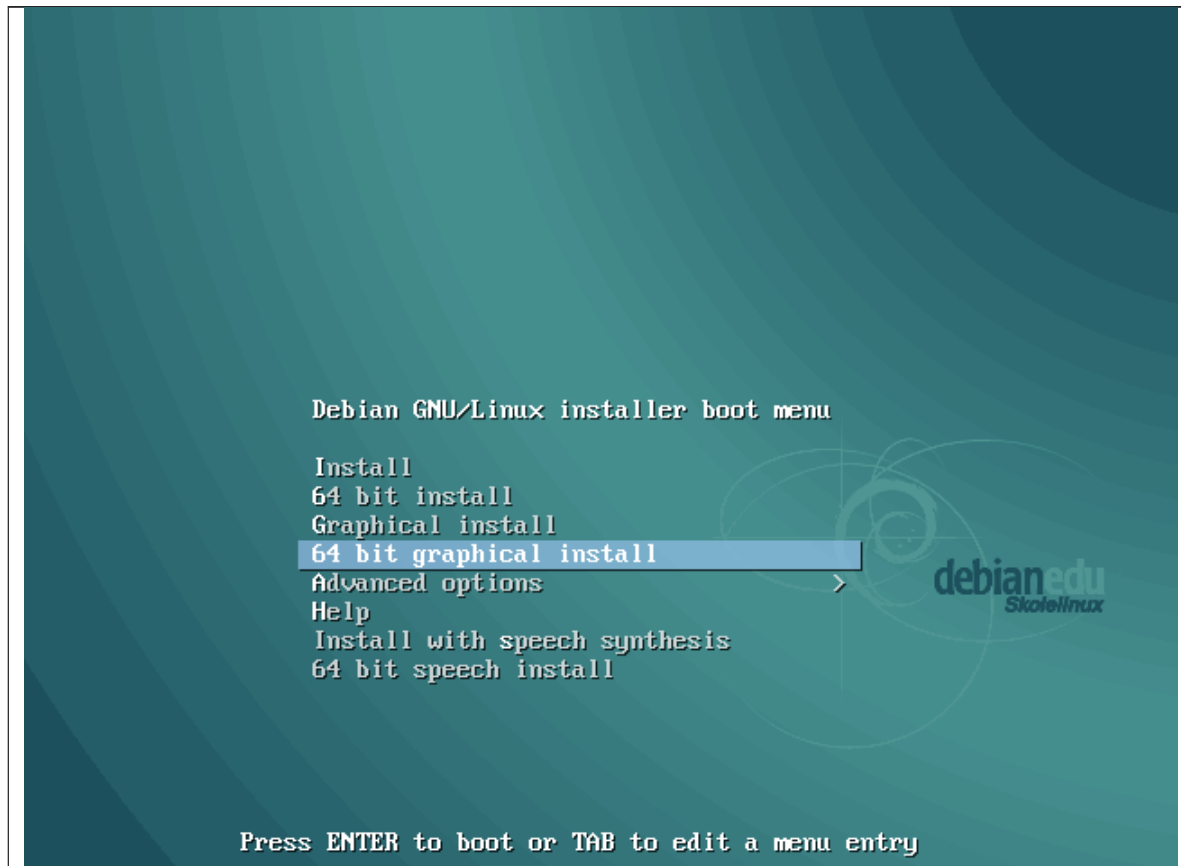 Debian GNU/Linux installer boot menu
Install
64 bit install
Graphical install
64 bit graphical install
Advanced options >
Help
Install with speech synthesis
64 bit speech install
debianedu
Skolelinux
Press ENTER to boot or TAB to edit a menu entry